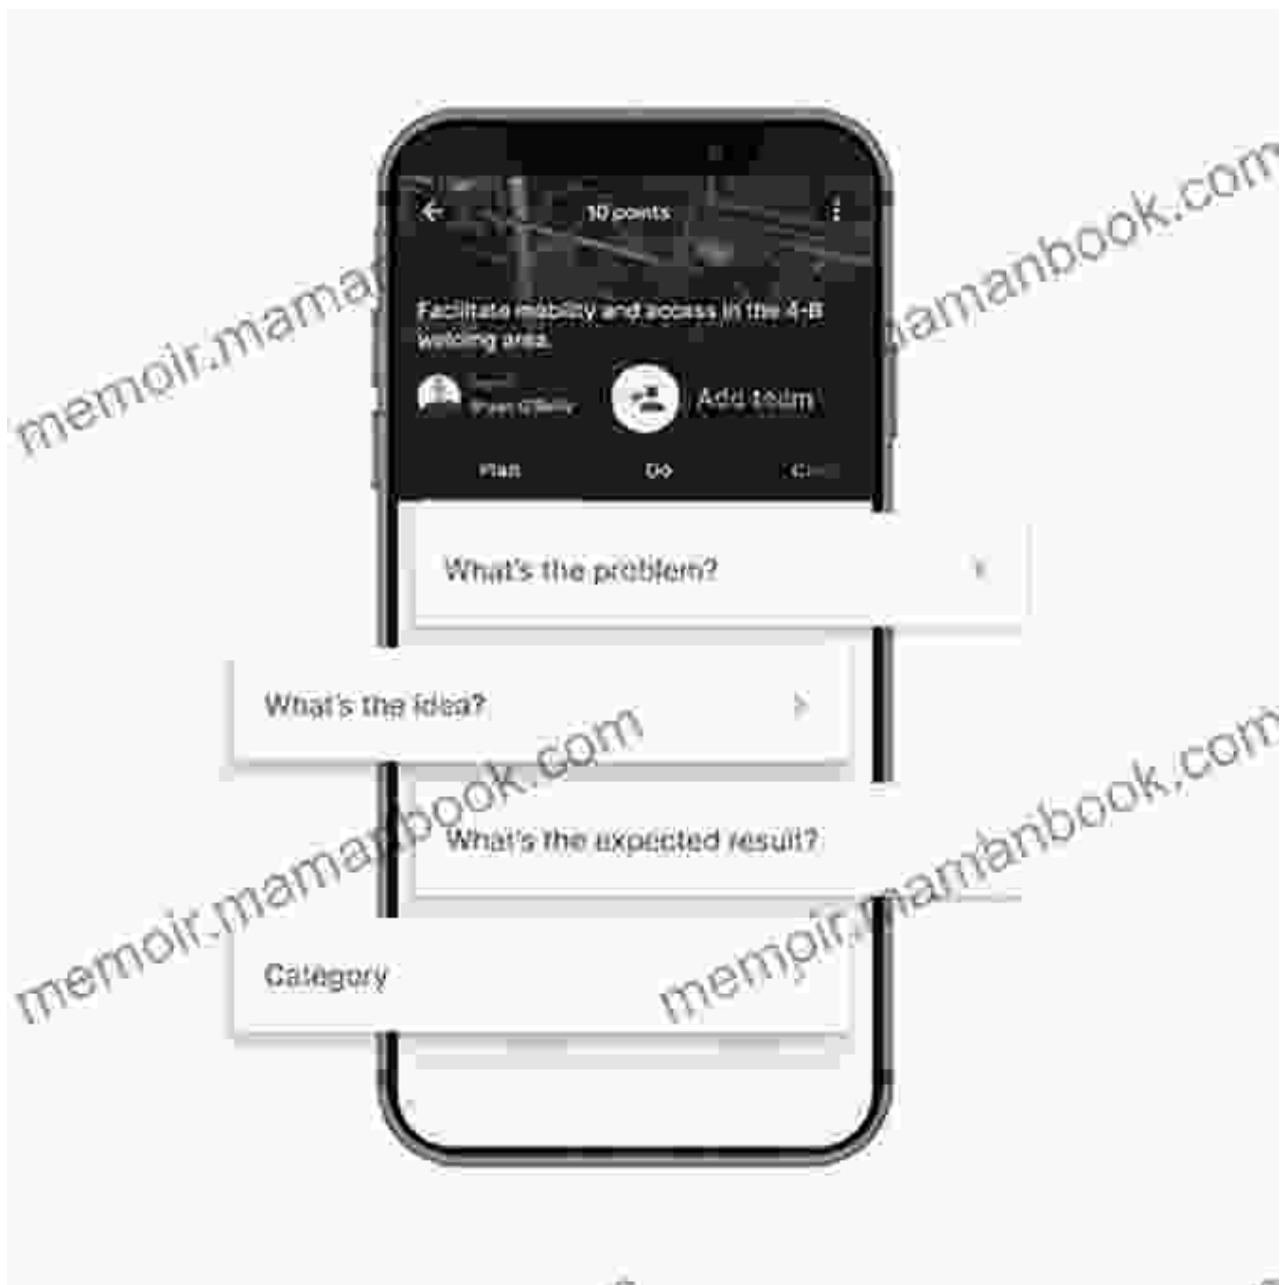 10 points
Facilitate mobility and access in the 4-B
welding area.
Add team
Plan Do
What's the problem?
What's the idea?
What's the expected result?
Category
memoir.mamanbook.com
memoir.mamanbook.com
memoir.mamanbook.com